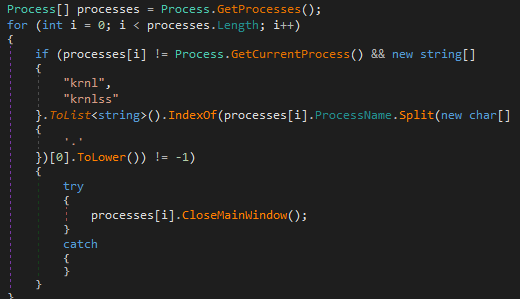 Process[] processes = Process.GetProcesses();
for (int i = 0; i < processes.Length; i++)
{
    if (processes[i] != Process.GetCurrentProcess() && new string[]
    {
        "krnl",
        "krnlss"
    }.ToList<string>().IndexOf(processes[i].ProcessName.Split(new char[]
    {
        '.'
    })[0].ToLower()) != -1)
    {
        try
        {
            processes[i].CloseMainWindow();
        }
        catch
        {
        }
    }
}